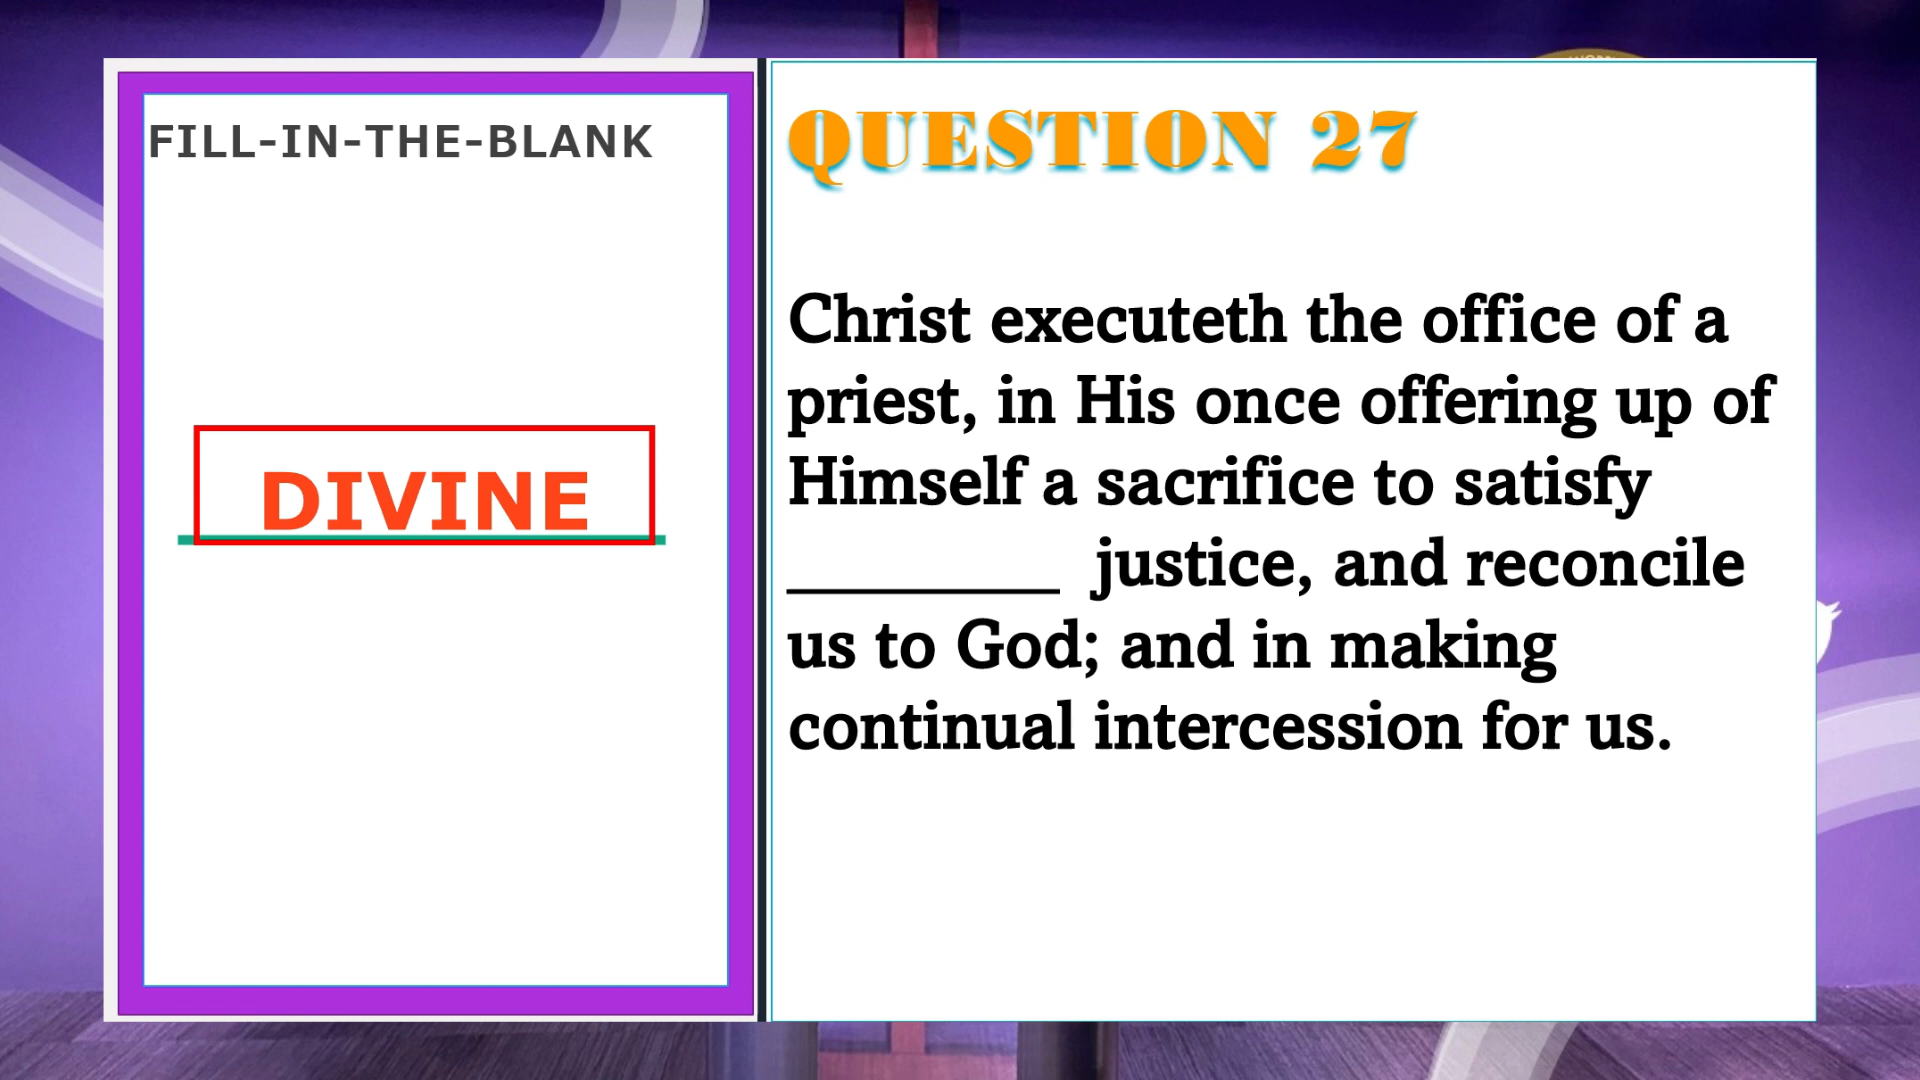 FILL-IN-THE-BLANK
DIVINE
QUESTION 27
Christ executeth the office of a
priest, in His once offering up of
Himself a sacrifice to satisfy
________ justice, and reconcile
us to God; and in making
continual intercession for us.